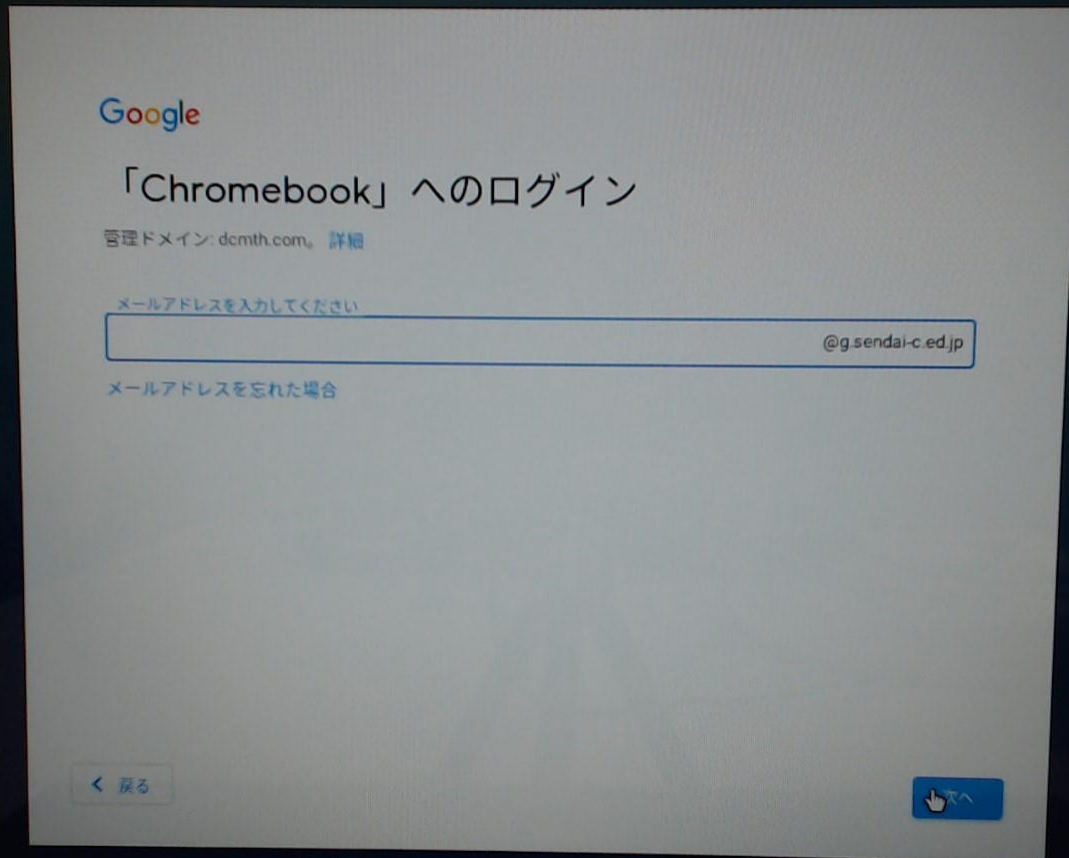 Google
「Chromebook」へのログイン
管理ドメイン: dcmth.com。 詳細
メールアドレスを入力してください
@g.sendai-c.ed.jp
メールアドレスを忘れた場合
戻る
次へ